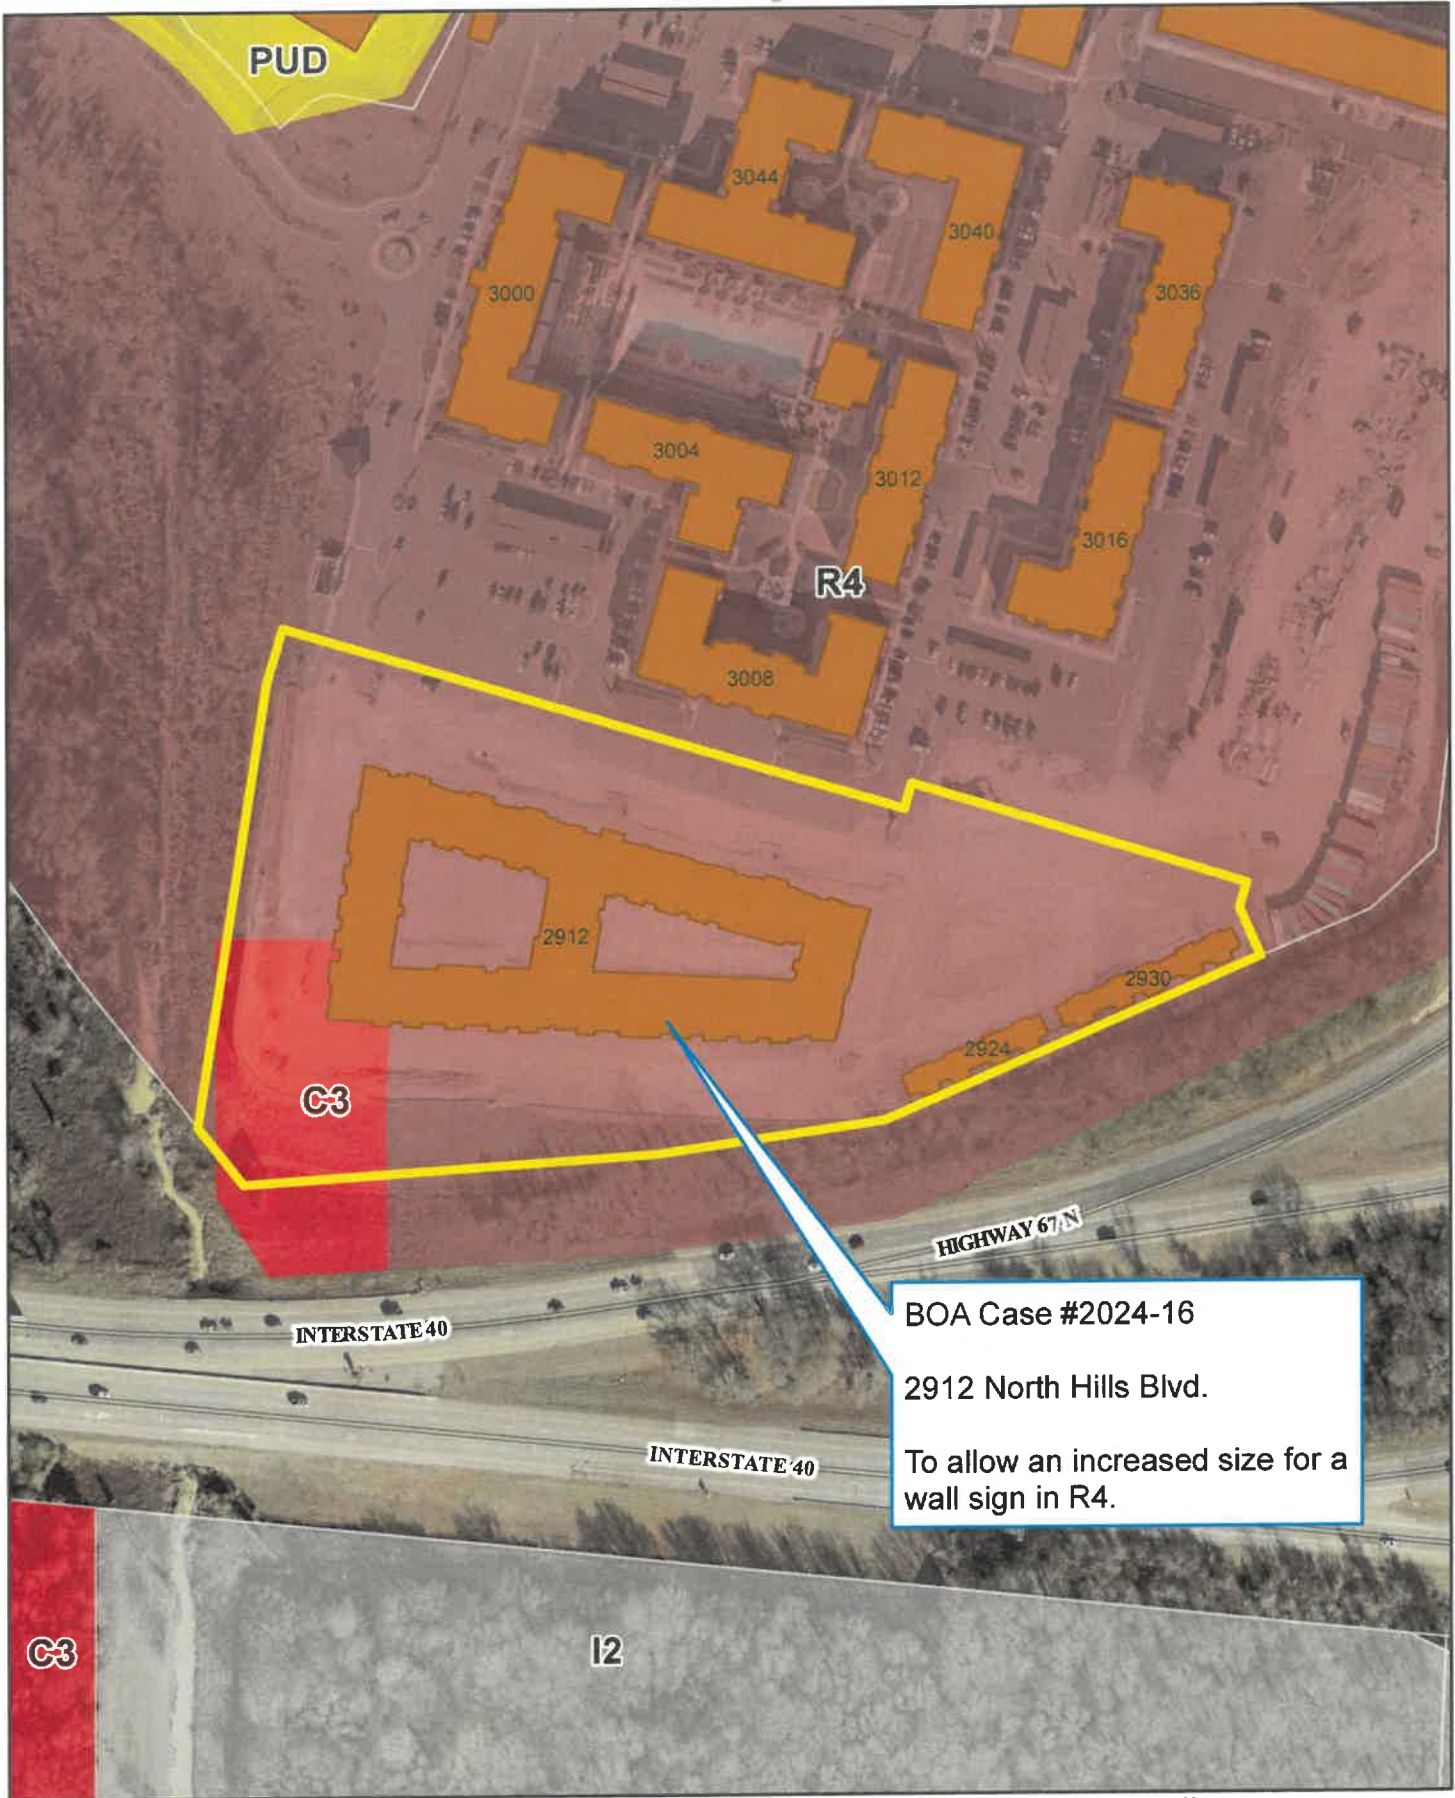 PUD
3044
3040
3000
3036
3004
3012
3016
R4
3008
2912
2930
2924
C3
HIGHWAY 67 N
INTERSTATE 40
BOA Case #2024-16
2912 North Hills Blvd.
To allow an increased size for a
wall sign in R4.
INTERSTATE 40
C3
I2